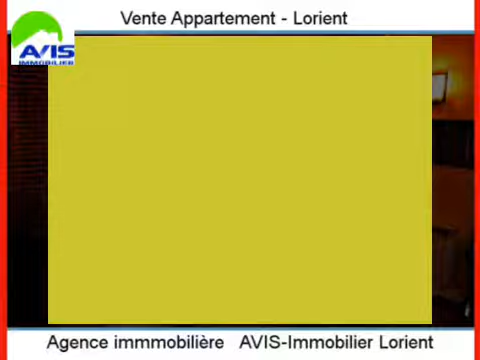 Vente Appartement - Lorient
AVIS
IMMOBILIER
Agence immmobilière AVIS-Immobilier Lorient